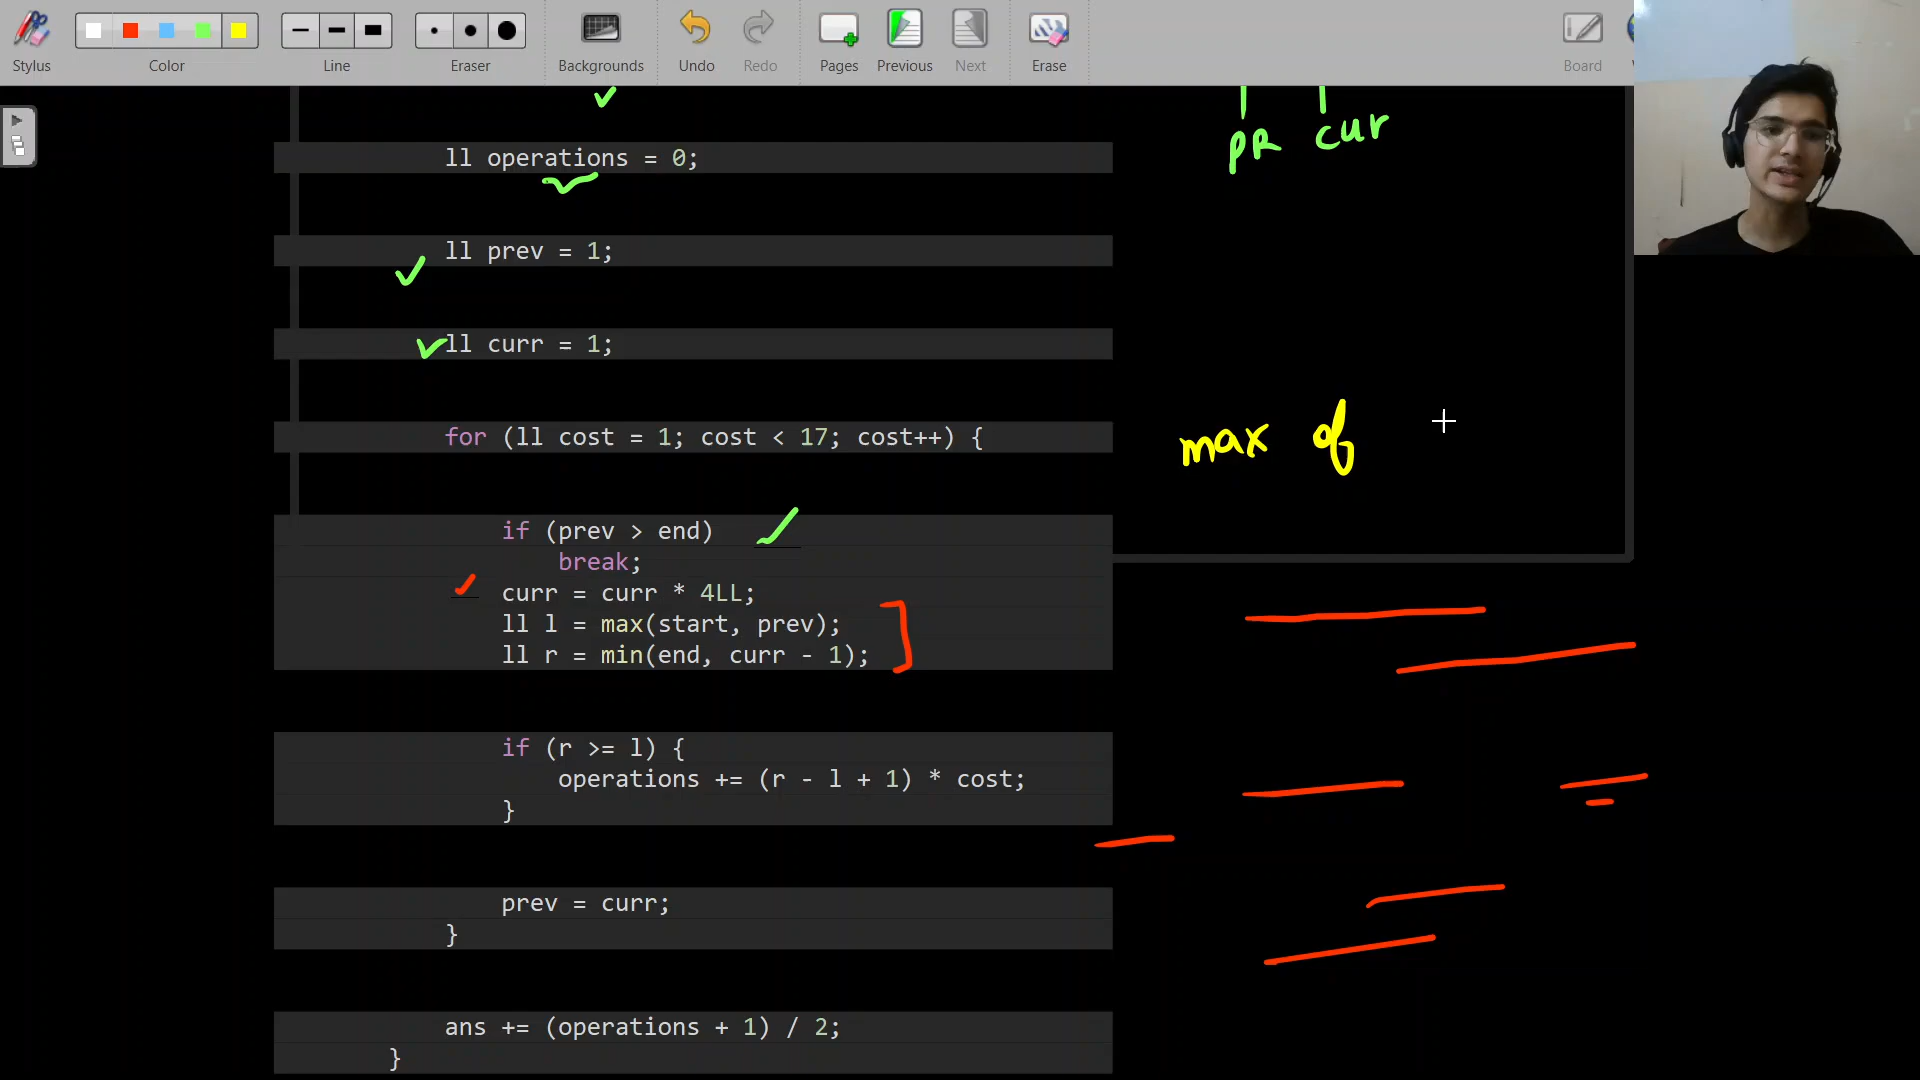 Stylus Color Line Eraser Backgrounds Undo Redo Pages Previous Next Erase Board
pR cur
ll operations = 0;
ll prev = 1;
ll curr = 1;
for (ll cost = 1; cost < 17; cost++) {
max of
if (prev > end)
break;
curr = curr * 4LL;
ll l = max(start, prev);
ll r = min(end, curr - 1);
if (r >= l) {
operations += (r - l + 1) * cost;
}
prev = curr;
}
ans += (operations + 1) / 2;
}